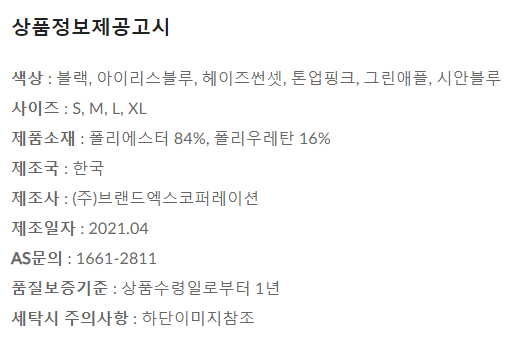 상품정보제공고시
색상 : 블랙, 아이리스블루, 헤이즈썬셋, 톤업핑크, 그린애플, 시안블루
사이즈 : S, M, L, XL
제품소재 : 폴리에스터 84%, 폴리우레탄 16%
제조국 : 한국
제조사 : (주)브랜드엑스코퍼레이션
제조일자 : 2021.04
AS문의 : 1661-2811
품질보증기준 : 상품수령일로부터 1년
세탁시 주의사항 : 하단이미지참조